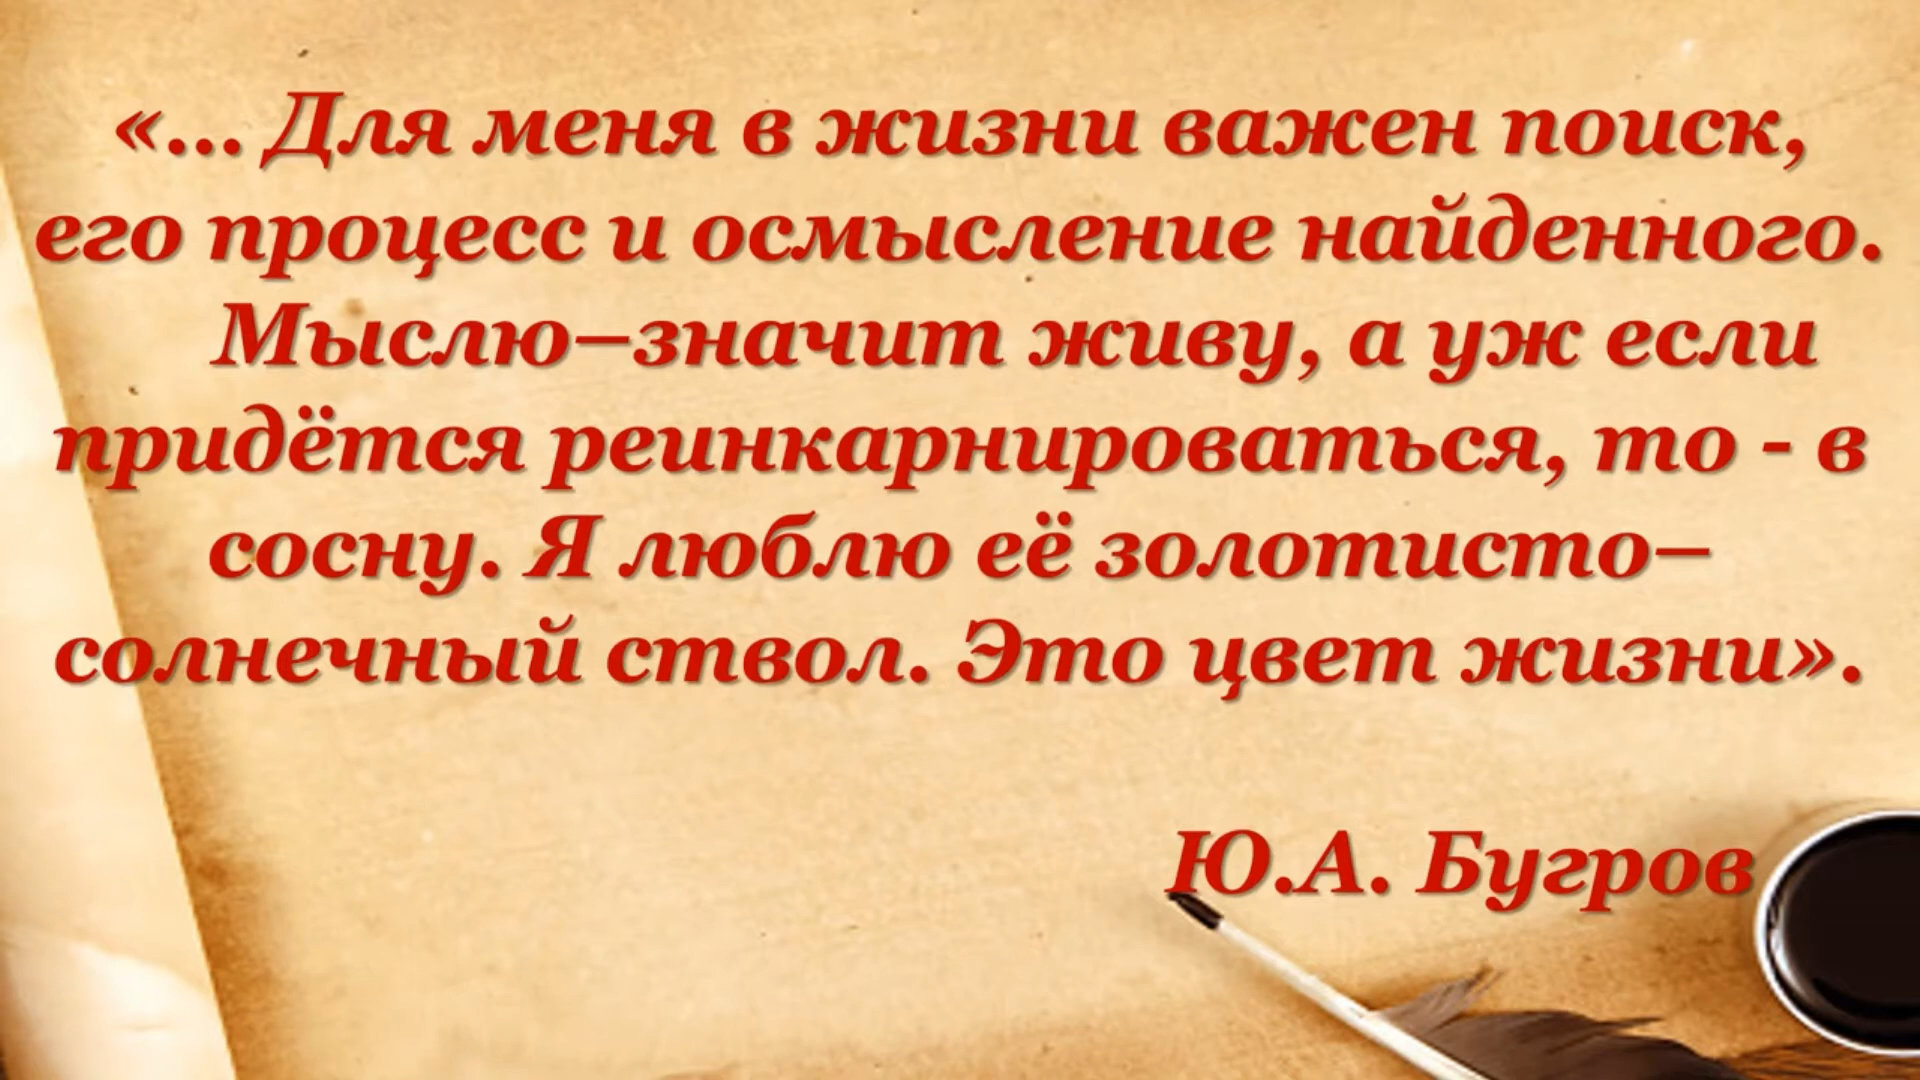 «... Для меня в жизни важен поиск,
его процесс и осмысление найденного.
Мыслю–значит живу, а уж если
придётся реинкарнироваться, то - в
сосну. Я люблю её золотисто–
солнечный ствол. Это цвет жизни».
Ю.А. Бугров